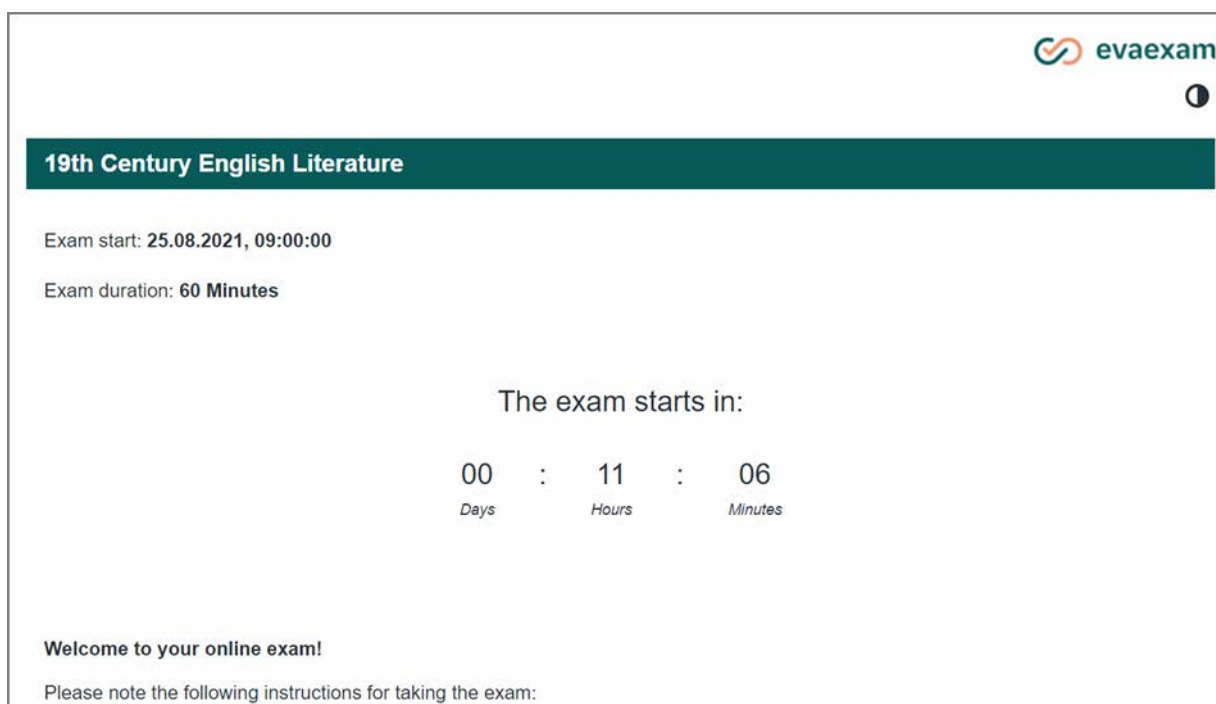 evaexam
19th Century English Literature
Exam start: 25.08.2021, 09:00:00
Exam duration: 60 Minutes
The exam starts in:
00 : 11 : 06
Days Hours Minutes
Welcome to your online exam!
Please note the following instructions for taking the exam: